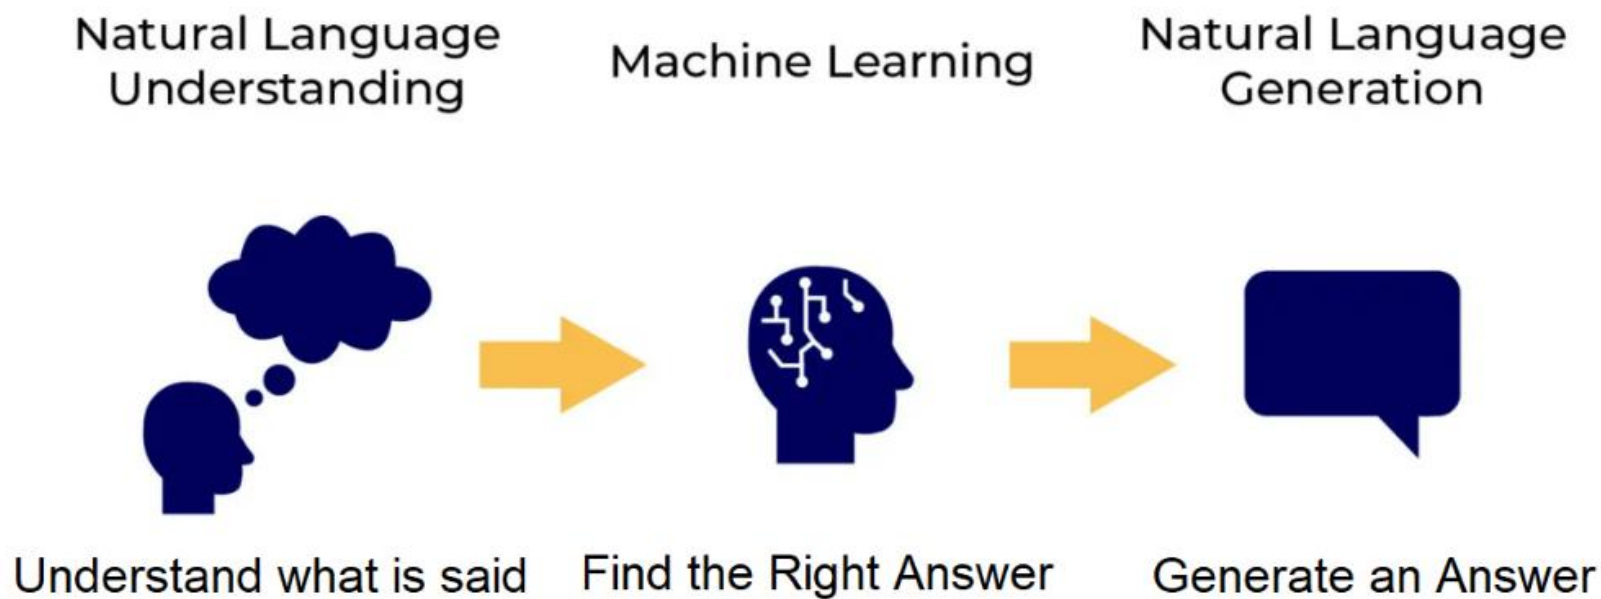 Natural Language
Understanding
Machine Learning
Natural Language
Generation
Understand what is said
Find the Right Answer
Generate an Answer